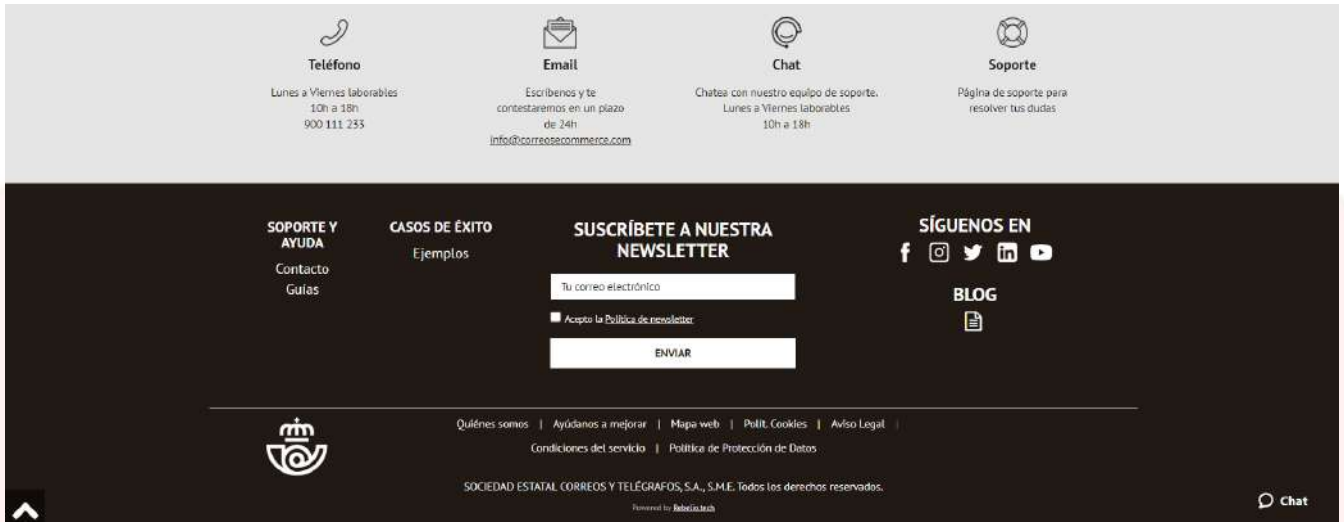 Teléfono
Lunes a Viernes laborables
10h a 18h
900 111 233
Email
Escríbenos y te
contestaremos en un plazo
de 24h
info@correosecommerce.com
Chat
Chatea con nuestro equipo de soporte.
Lunes a Viernes laborables
10h a 18h
Soporte
Página de soporte para
resolver tus dudas
SOPORTE Y
AYUDA
Contacto
Guías
CASOS DE ÉXITO
Ejemplos
SUSCRÍBETE A NUESTRA
NEWSLETTER
Tu correo electrónico
Acepto la Política de newsletter
ENVIAR
SÍGUENOS EN
BLOG
Quiénes somos | Ayúdanos a mejorar | Mapa web | Polít. Cookies | Aviso Legal |
Condiciones del servicio | Política de Protección de Datos
SOCIEDAD ESTATAL CORREOS Y TELÉGRAFOS, S.A., S.M.E. Todos los derechos reservados.
Powered by Rebelio.tech
Chat